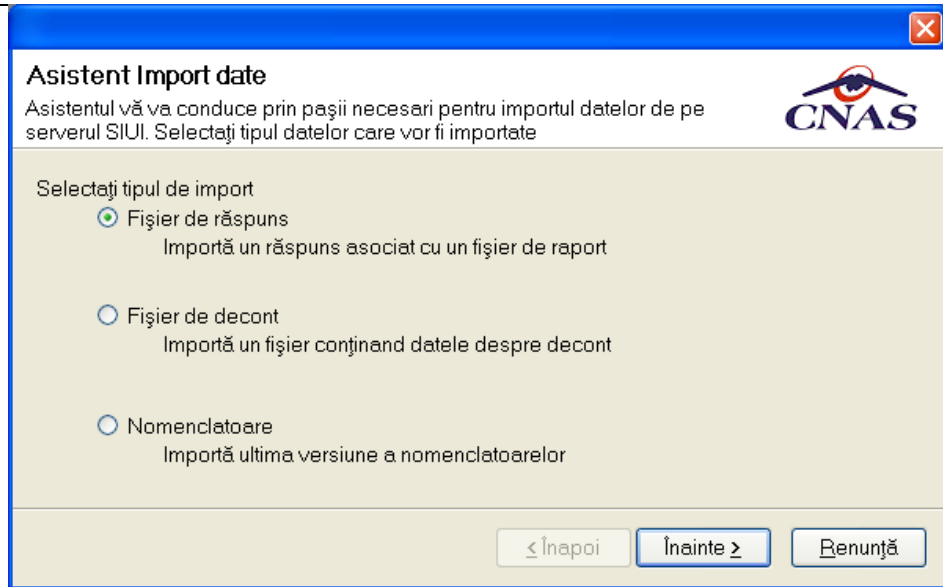 Asistent Import date
Asistentul vă va conduce prin paşii necesari pentru importul datelor de pe
serverul SIUI. Selectaţi tipul datelor care vor fi importate
CNAS
Selectaţi tipul de import
Fişier de răspuns
Importă un răspuns asociat cu un fişier de raport
Fişier de decont
Importă un fişier conţinand datele despre decont
Nomenclatoare
Importă ultima versiune a nomenclatoarelor
< Înapoi
Înainte >
Renunţă